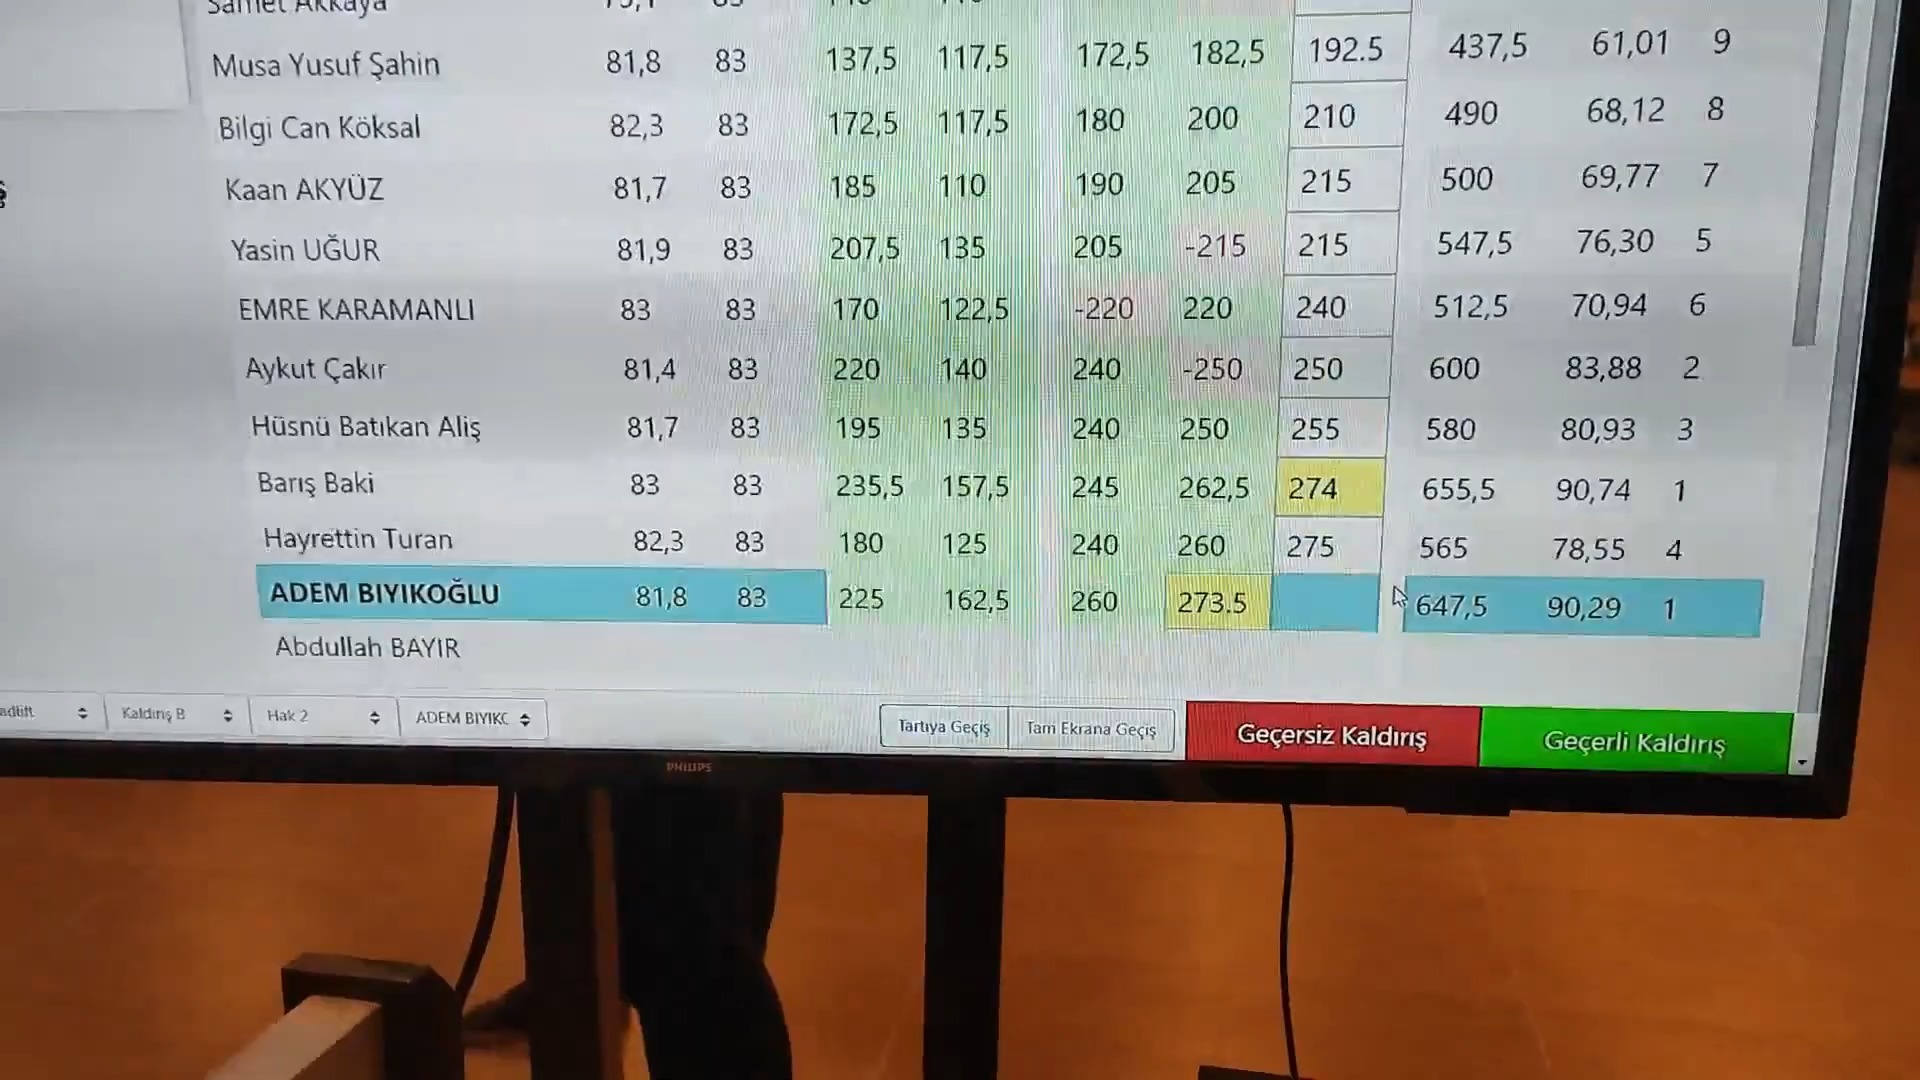 Samet Akkaya
Musa Yusuf Şahin 81,8 83 137,5 117,5 172,5 182,5 192.5 437,5 61,01 9
Bilgi Can Köksal 82,3 83 172,5 117,5 180 200 210 490 68,12 8
Kaan AKYÜZ 81,7 83 185 110 190 205 215 500 69,77 7
Yasin UĞUR 81,9 83 207,5 135 205 -215 215 547,5 76,30 5
EMRE KARAMANLI 83 83 170 122,5 -220 220 240 512,5 70,94 6
Aykut Çakır 81,4 83 220 140 240 -250 250 600 83,88 2
Hüsnü Batıkan Aliş 81,7 83 195 135 240 250 255 580 80,93 3
Barış Baki 83 83 235,5 157,5 245 262,5 274 655,5 90,74 1
Hayrettin Turan 82,3 83 180 125 240 260 275 565 78,55 4
ADEM BIYIKOĞLU 81,8 83 225 162,5 260 273.5 647,5 90,29 1
Abdullah BAYIR
adlift Kaldırış B Hak 2 ADEM BIYIKC Tartıya Geçiş Tam Ekrana Geçiş Geçersiz Kaldırış Geçerli Kaldırış
PHILIPS